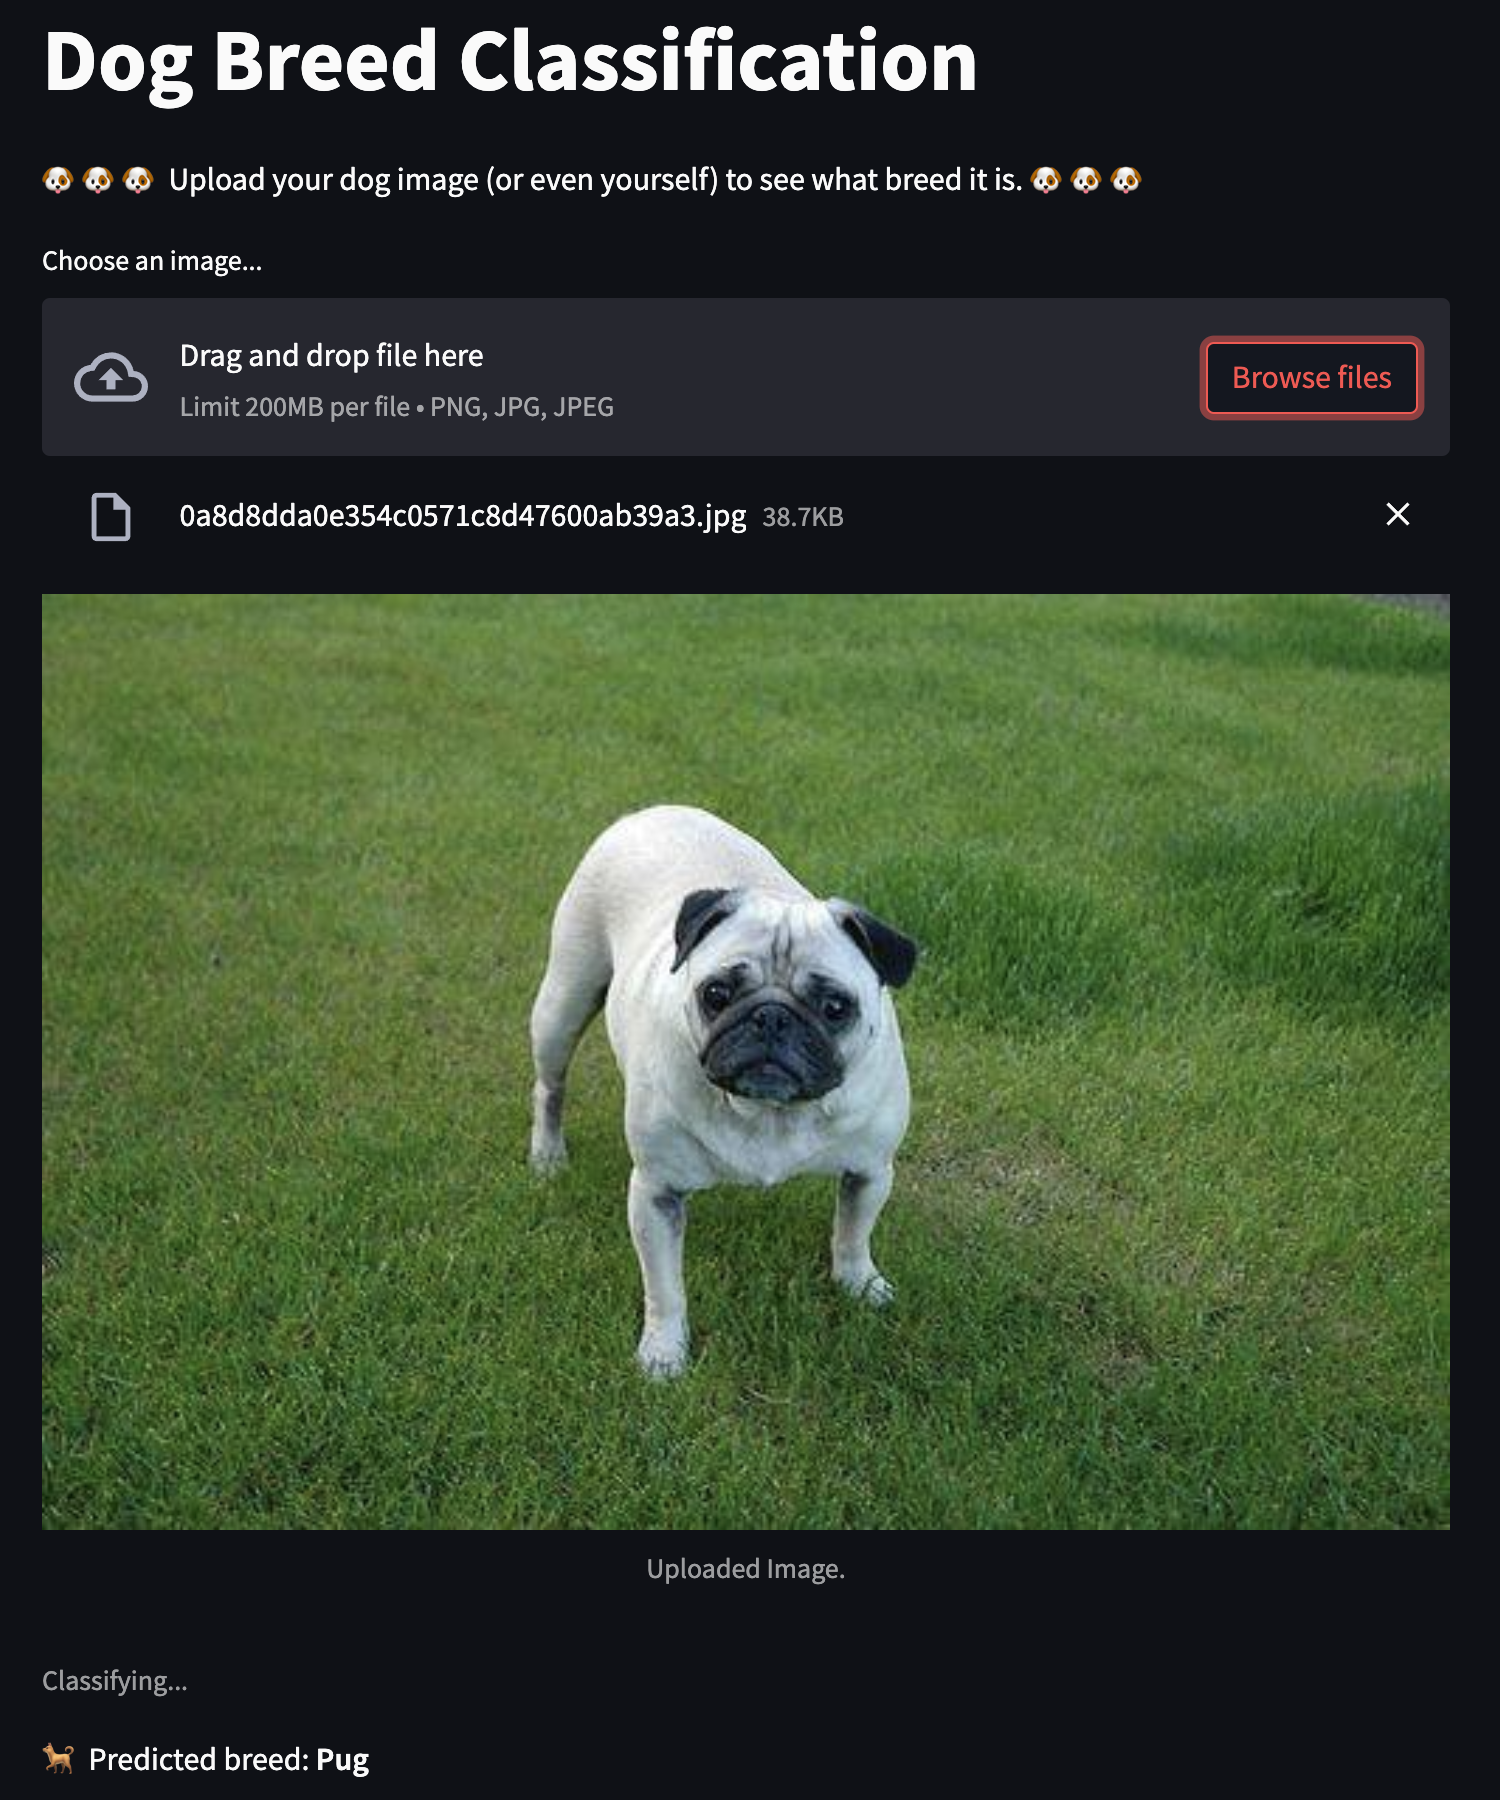 Dog Breed Classification
🐶 🐶 🐶 Upload your dog image (or even yourself) to see what breed it is. 🐶 🐶 🐶
Choose an image...
Drag and drop file here
Limit 200MB per file • PNG, JPG, JPEG
Browse files
0a8d8dda0e354c0571c8d47600ab39a3.jpg 38.7KB
Uploaded Image.
Classifying...
🐕 Predicted breed: Pug